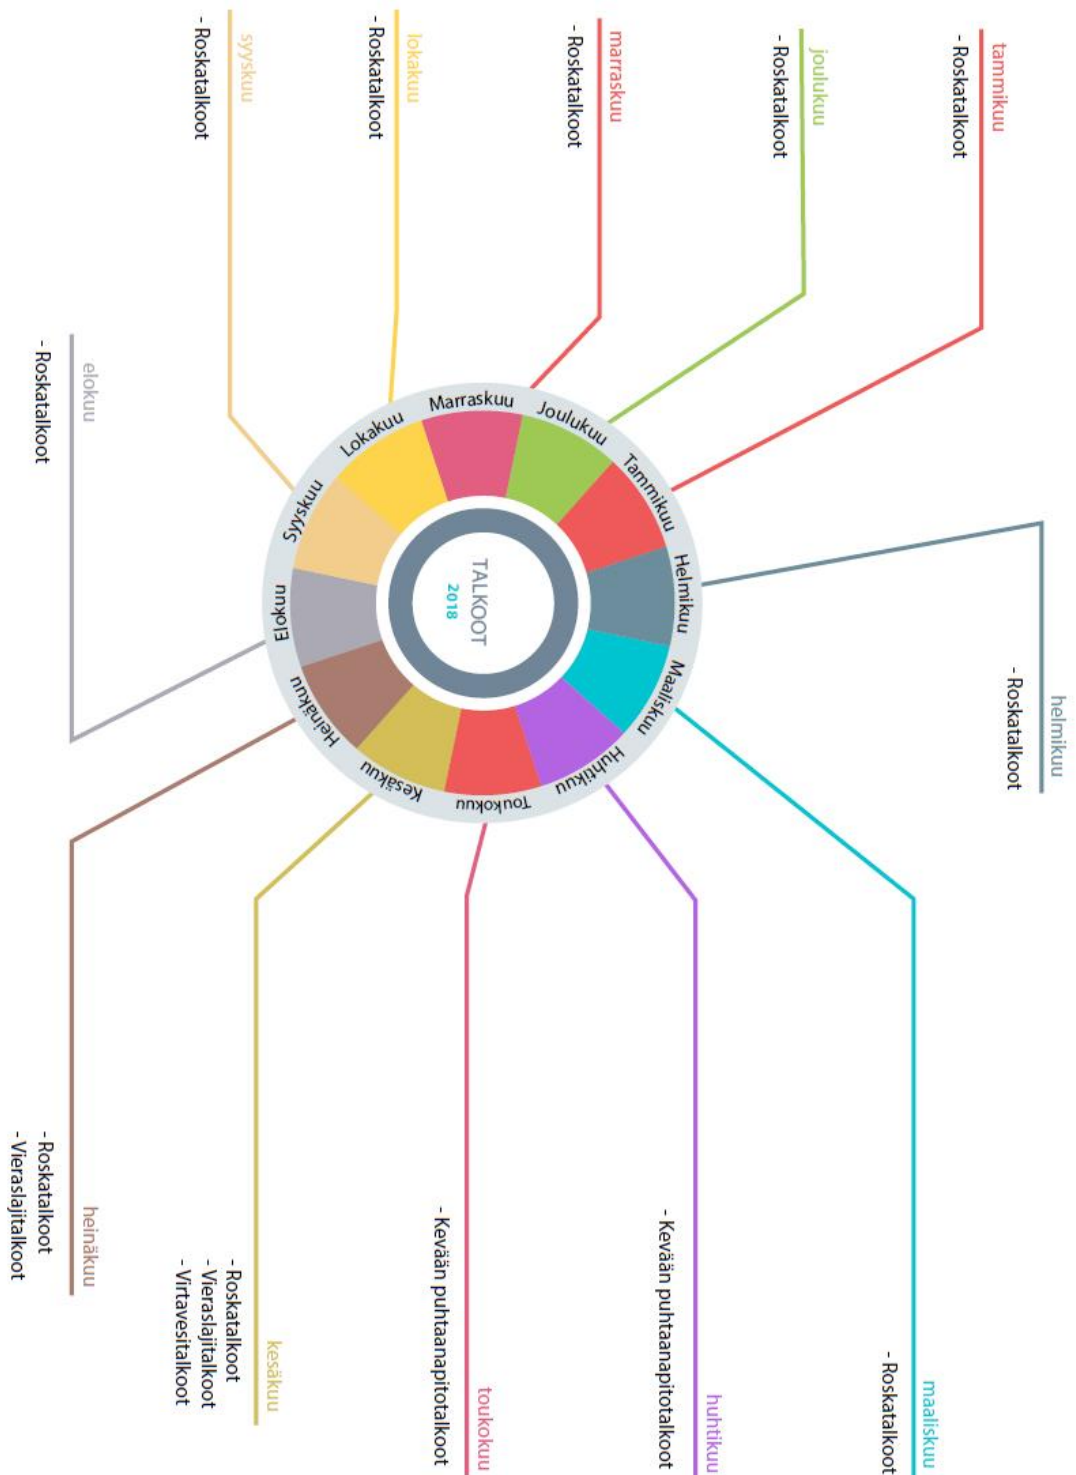 TALKOOT
2018
Tammikuu
Helmikuu
Maaliskuu
Huhtikuu
Toukokuu
Kesäkuu
Heinäkuu
Elokuu
Syyskuu
Lokakuu
Marraskuu
Joulukuu
tammikuu
- Roskatalkoot
helmikuu
- Roskatalkoot
maaliskuu
- Roskatalkoot
huhtikuu
- Kevään puhtaanapitotalkoot
toukokuu
- Kevään puhtaanapitotalkoot
kesäkuu
- Roskatalkoot
- Vieraslajitalkoot
- Virtavesitalkoot
heinäkuu
- Roskatalkoot
- Vieraslajitalkoot
elokuu
- Roskatalkoot
syyskuu
- Roskatalkoot
lokakuu
- Roskatalkoot
marraskuu
- Roskatalkoot
joulukuu
- Roskatalkoot